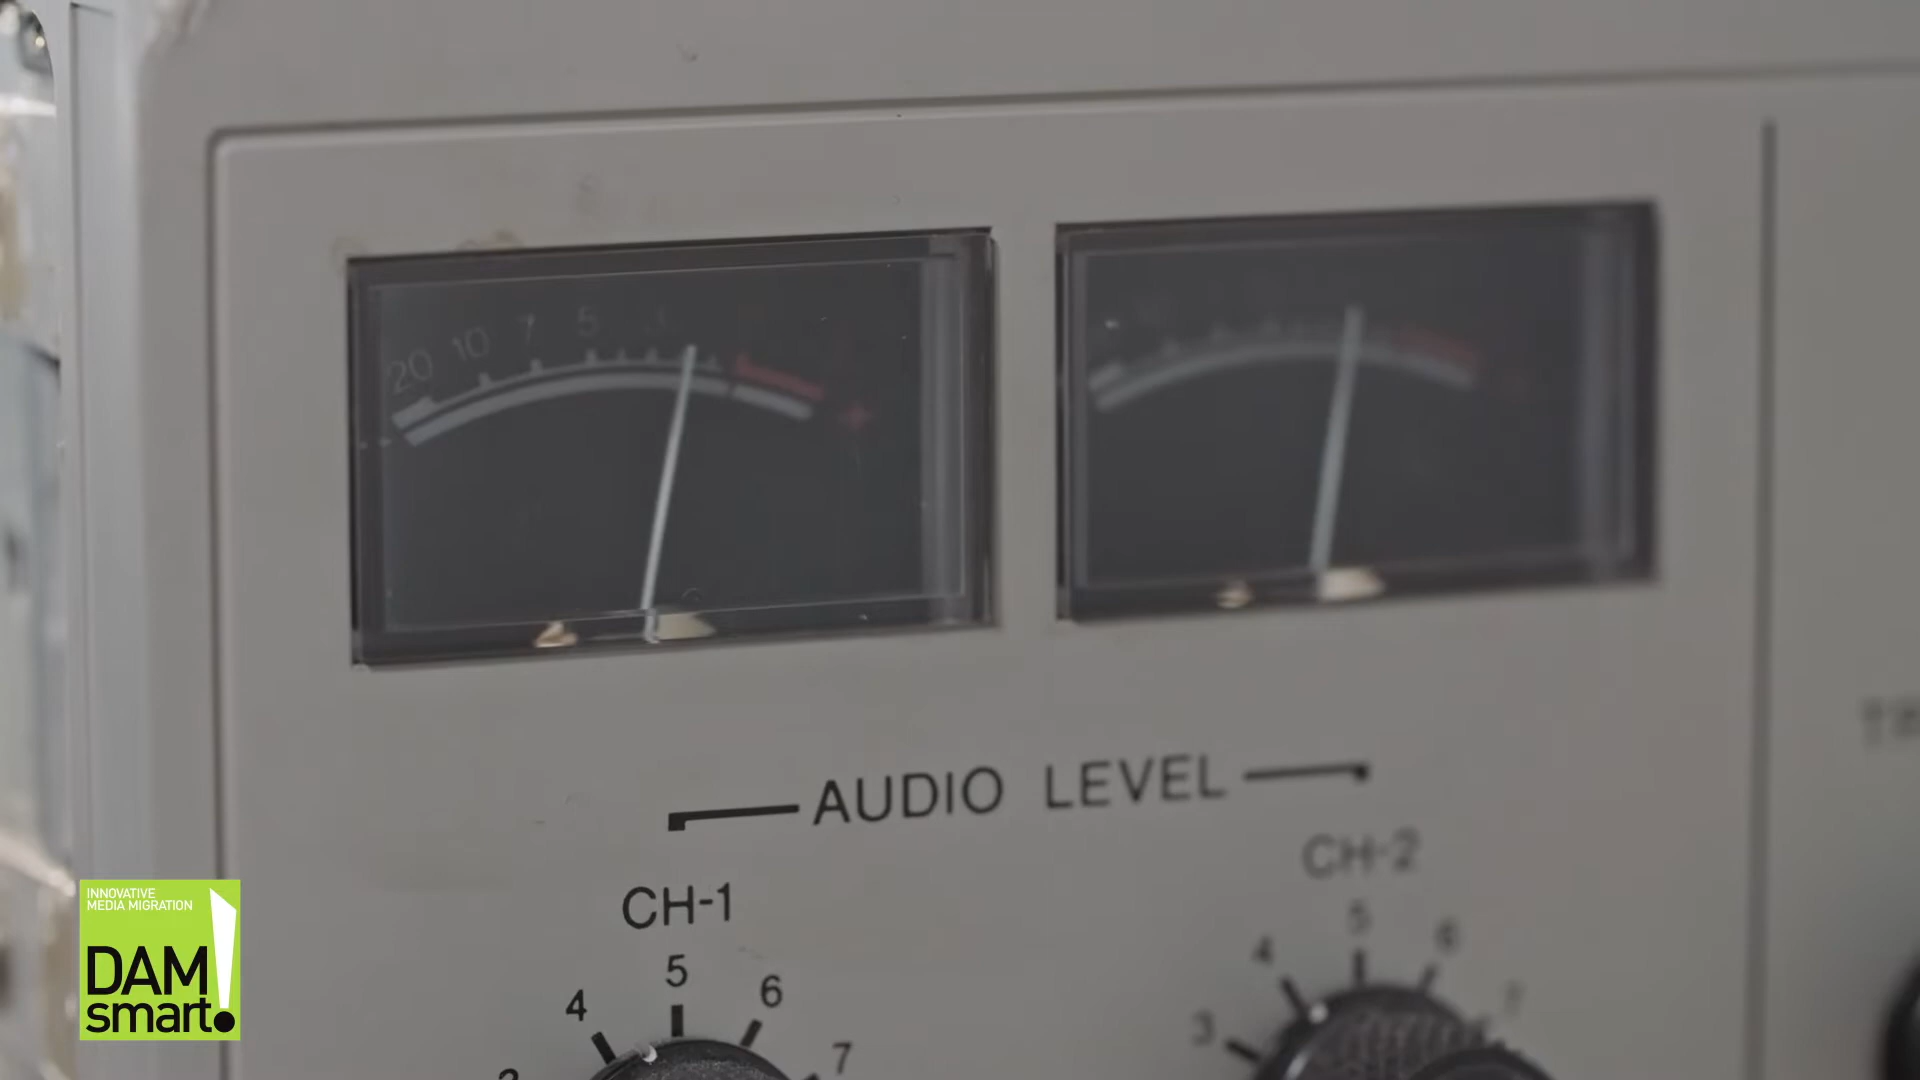 20 10 7 5 3
+
AUDIO LEVEL
CH-1
CH-2
4 5 6 7
3 4 5 6 7
INNOVATIVE
MEDIA MIGRATION
DAM
smart!